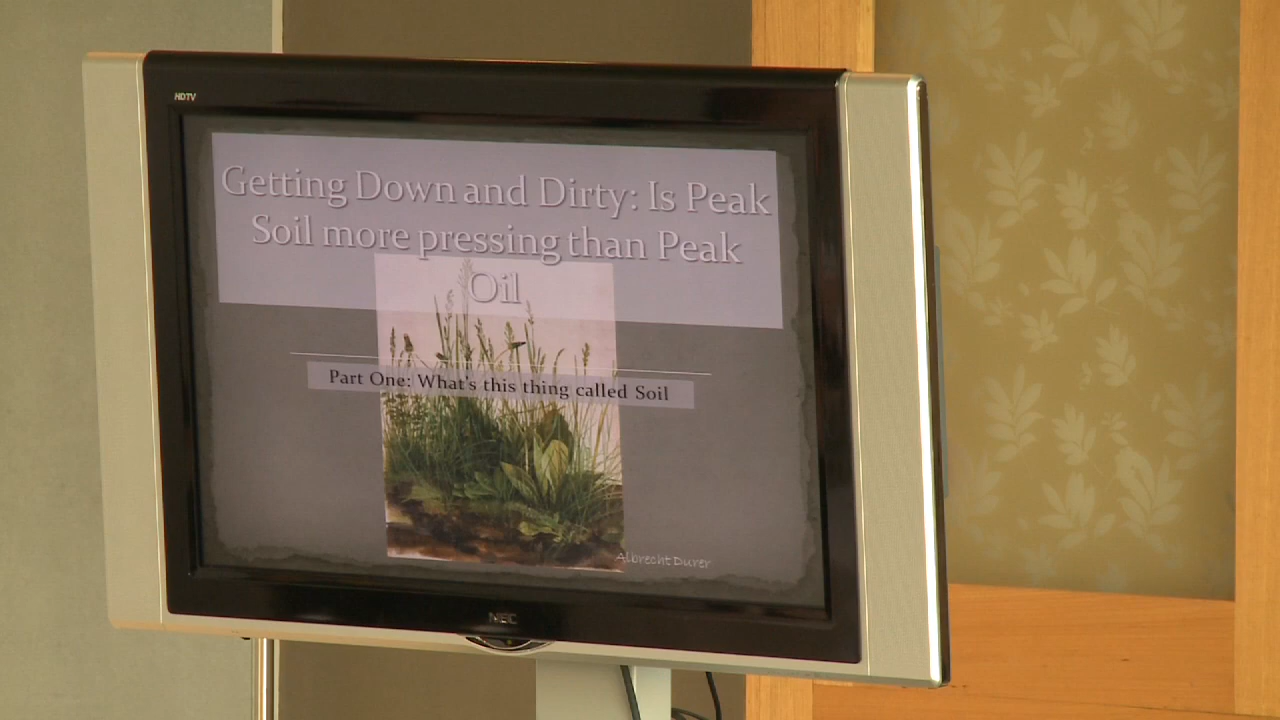 HDTV
Getting Down and Dirty: Is Peak
Soil more pressing than Peak
Oil
Part One: What's this thing called Soil
Albrecht Durer
NEC